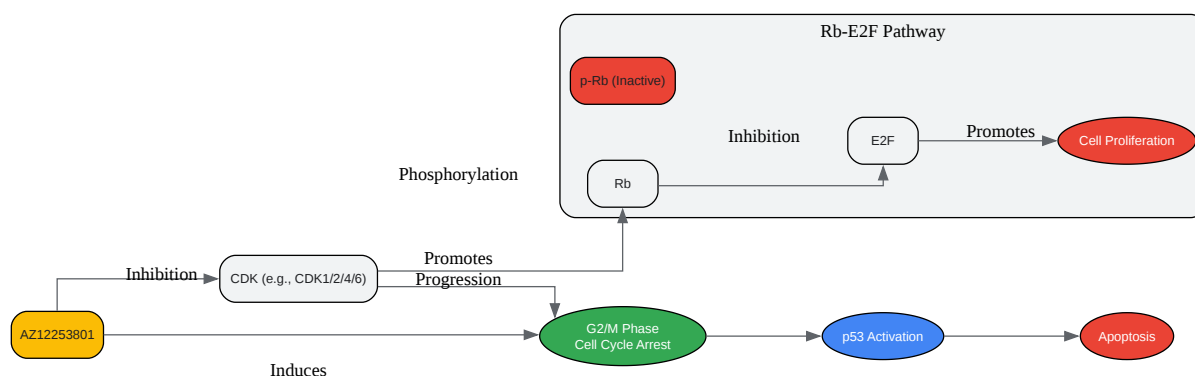 Rb-E2F Pathway
p-Rb (Inactive)
Inhibition
E2F
Promotes
Cell Proliferation
Phosphorylation
Rb
Inhibition
CDK (e.g., CDK1/2/4/6)
Promotes
Progression
AZ12253801
G2/M Phase
Cell Cycle Arrest
p53 Activation
Apoptosis
Induces